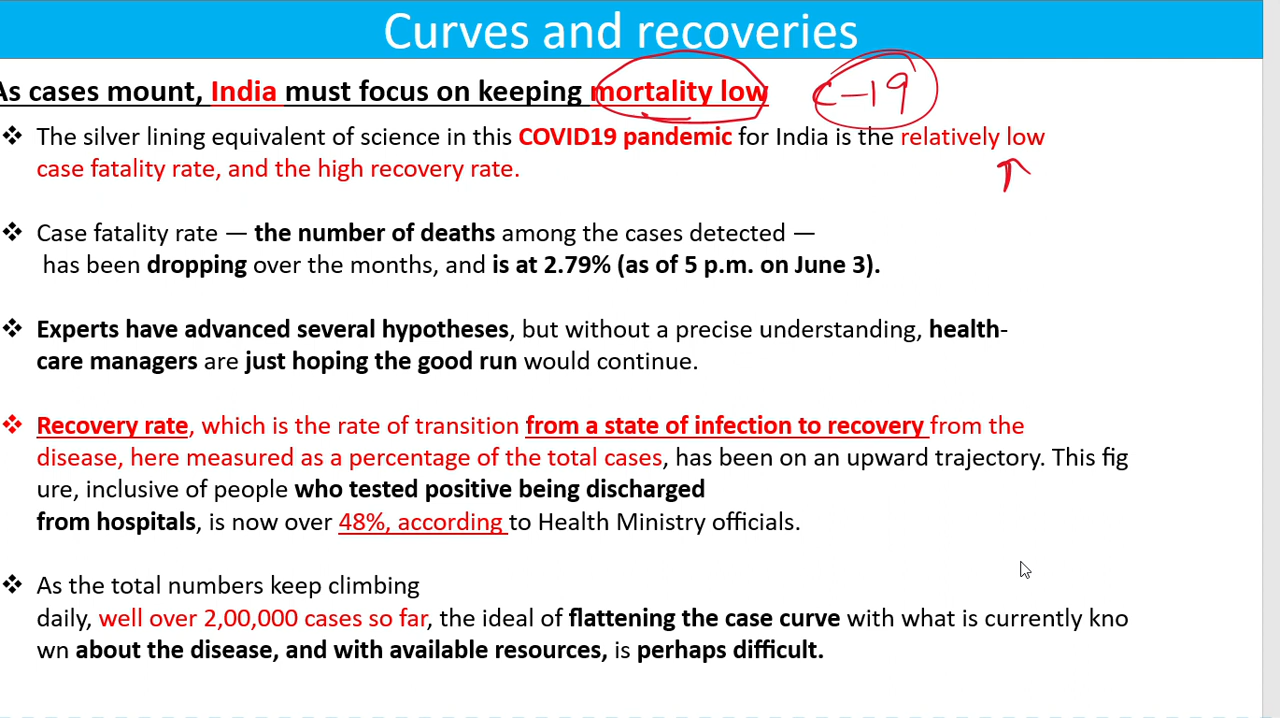 Curves and recoveries
As cases mount, India must focus on keeping mortality low
C-19
❖ The silver lining equivalent of science in this COVID19 pandemic for India is the relatively low
case fatality rate, and the high recovery rate.
❖ Case fatality rate — the number of deaths among the cases detected —
has been dropping over the months, and is at 2.79% (as of 5 p.m. on June 3).
❖ Experts have advanced several hypotheses, but without a precise understanding, health-
care managers are just hoping the good run would continue.
❖ Recovery rate, which is the rate of transition from a state of infection to recovery from the
disease, here measured as a percentage of the total cases, has been on an upward trajectory. This fig
ure, inclusive of people who tested positive being discharged
from hospitals, is now over 48%, according to Health Ministry officials.
❖ As the total numbers keep climbing
daily, well over 2,00,000 cases so far, the ideal of flattening the case curve with what is currently kno
wn about the disease, and with available resources, is perhaps difficult.